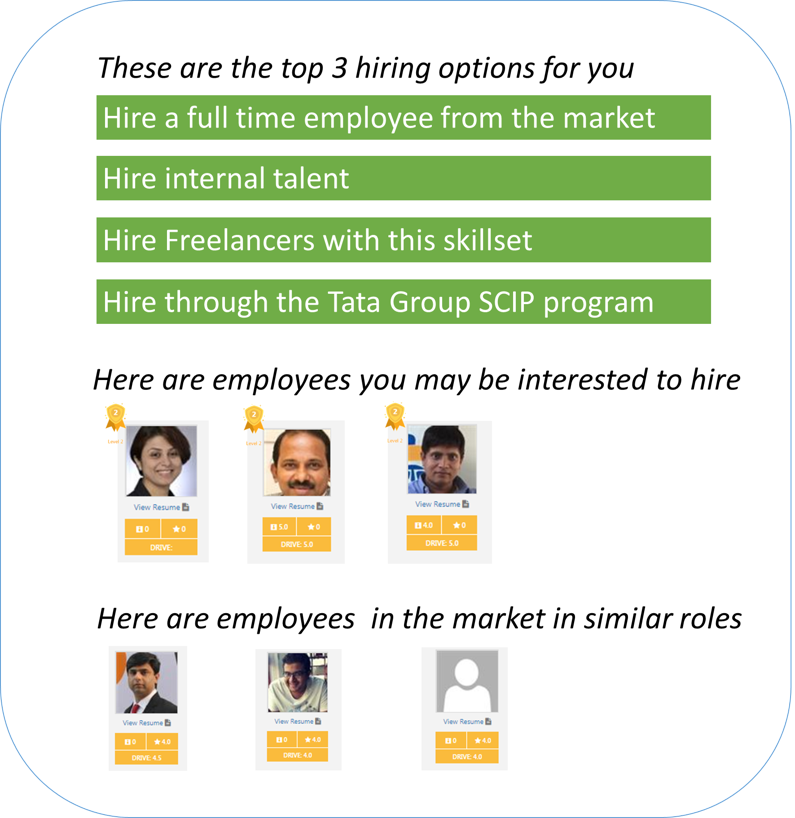 These are the top 3 hiring options for you
Hire a full time employee from the market
Hire internal talent
Hire Freelancers with this skillset
Hire through the Tata Group SCIP program
Here are employees you may be interested to hire
2 2 2
Level 2 Level 2 Level 2
View Resume View Resume View Resume
0 0 5.0 0 4.0 0
DRIVE: DRIVE: 5.0 DRIVE: 5.0
Here are employees in the market in similar roles
View Resume View Resume View Resume
0 4.0 0 4.0 0 4.0
DRIVE: 4.5 DRIVE: 4.0 DRIVE: 4.0